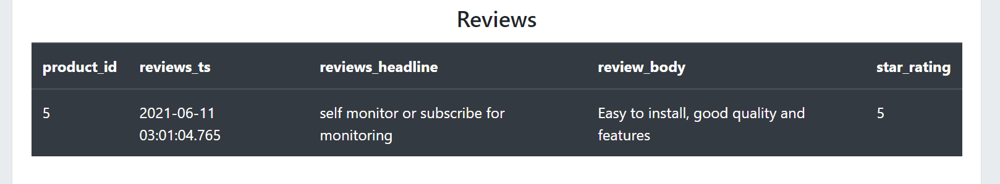 Reviews
product_id reviews_ts reviews_headline review_body star_rating
5 2021-06-11 self monitor or subscribe for Easy to install, good quality and 5
03:01:04.765 monitoring features